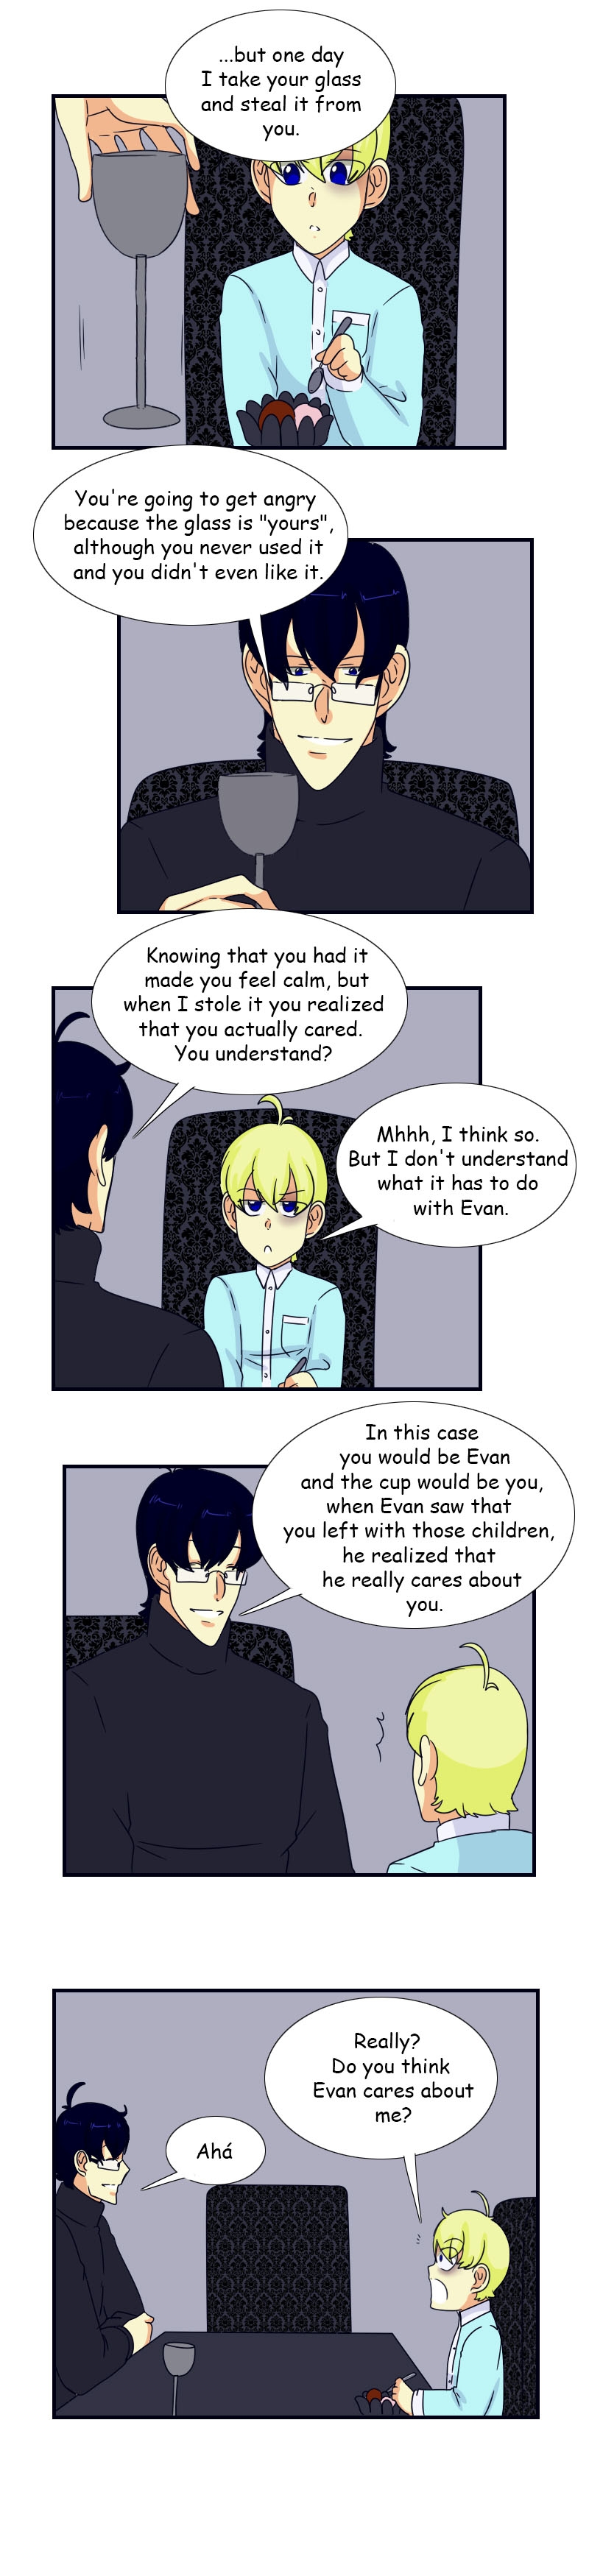 ...but one day
I take your glass
and steal it from
you.
You're going to get angry
because the glass is "yours",
although you never used it
and you didn't even like it.
Knowing that you had it
made you feel calm, but
when I stole it you realized
that you actually cared.
You understand?
Mhhh, I think so.
But I don't understand
what it has to do
with Evan.
In this case
you would be Evan
and the cup would be you,
when Evan saw that
you left with those children,
he realized that
he really cares about
you.
Really?
Do you think
Evan cares about
me?
Ahá